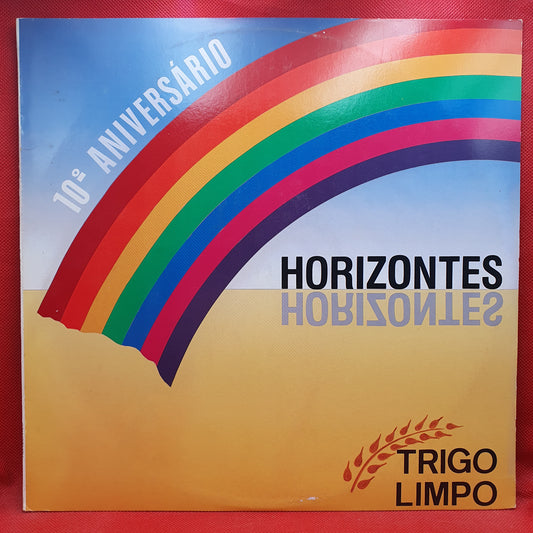 10º ANIVERSÁRIO
HORIZONTES
HORIZONTES
TRIGO
LIMPO